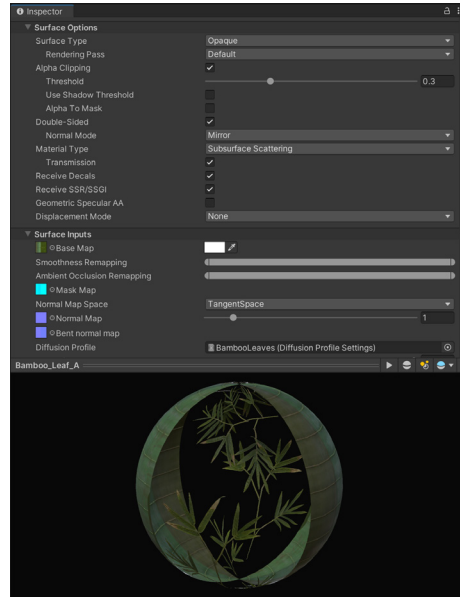 Inspector
Surface Options
Surface Type Opaque
Rendering Pass Default
Alpha Clipping
Threshold 0.3
Use Shadow Threshold
Alpha To Mask
Double-Sided
Normal Mode Mirror
Material Type Subsurface Scattering
Transmission
Receive Decals
Receive SSR/SSGI
Geometric Specular AA
Displacement Mode None
Surface Inputs
Base Map
Smoothness Remapping
Ambient Occlusion Remapping
Mask Map
Normal Map Space TangentSpace
Normal Map 1
Bent normal map
Diffusion Profile BambooLeaves (Diffusion Profile Settings)
Bamboo_Leaf_A